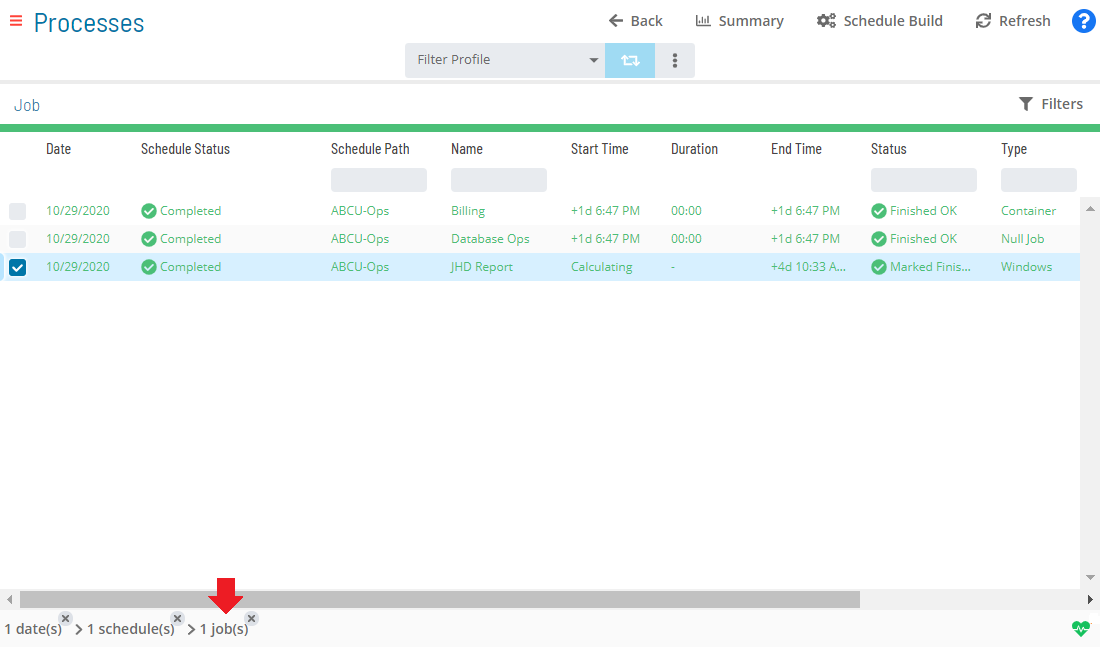 Processes
Back Summary Schedule Build Refresh ?
Filter Profile
Job Filters
Date Schedule Status Schedule Path Name Start Time Duration End Time Status Type
10/29/2020 Completed ABCU-Ops Billing +1d 6:47 PM 00:00 +1d 6:47 PM Finished OK Container
10/29/2020 Completed ABCU-Ops Database Ops +1d 6:47 PM 00:00 +1d 6:47 PM Finished OK Null Job
10/29/2020 Completed ABCU-Ops JHD Report Calculating - +4d 10:33 A... Marked Finis... Windows
1 date(s) > 1 schedule(s) > 1 job(s)